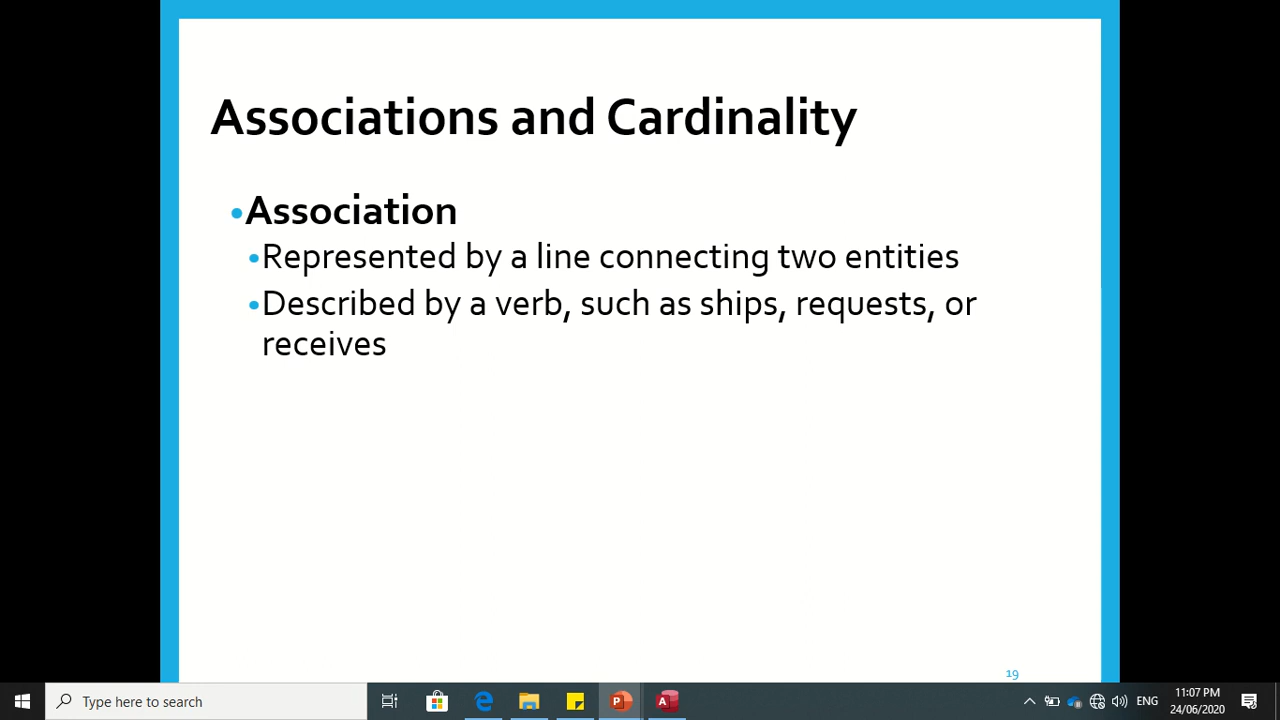 Associations and Cardinality
•Association
•Represented by a line connecting two entities
•Described by a verb, such as ships, requests, or
receives
19
Type here to search
ENG
11:07 PM
24/06/2020